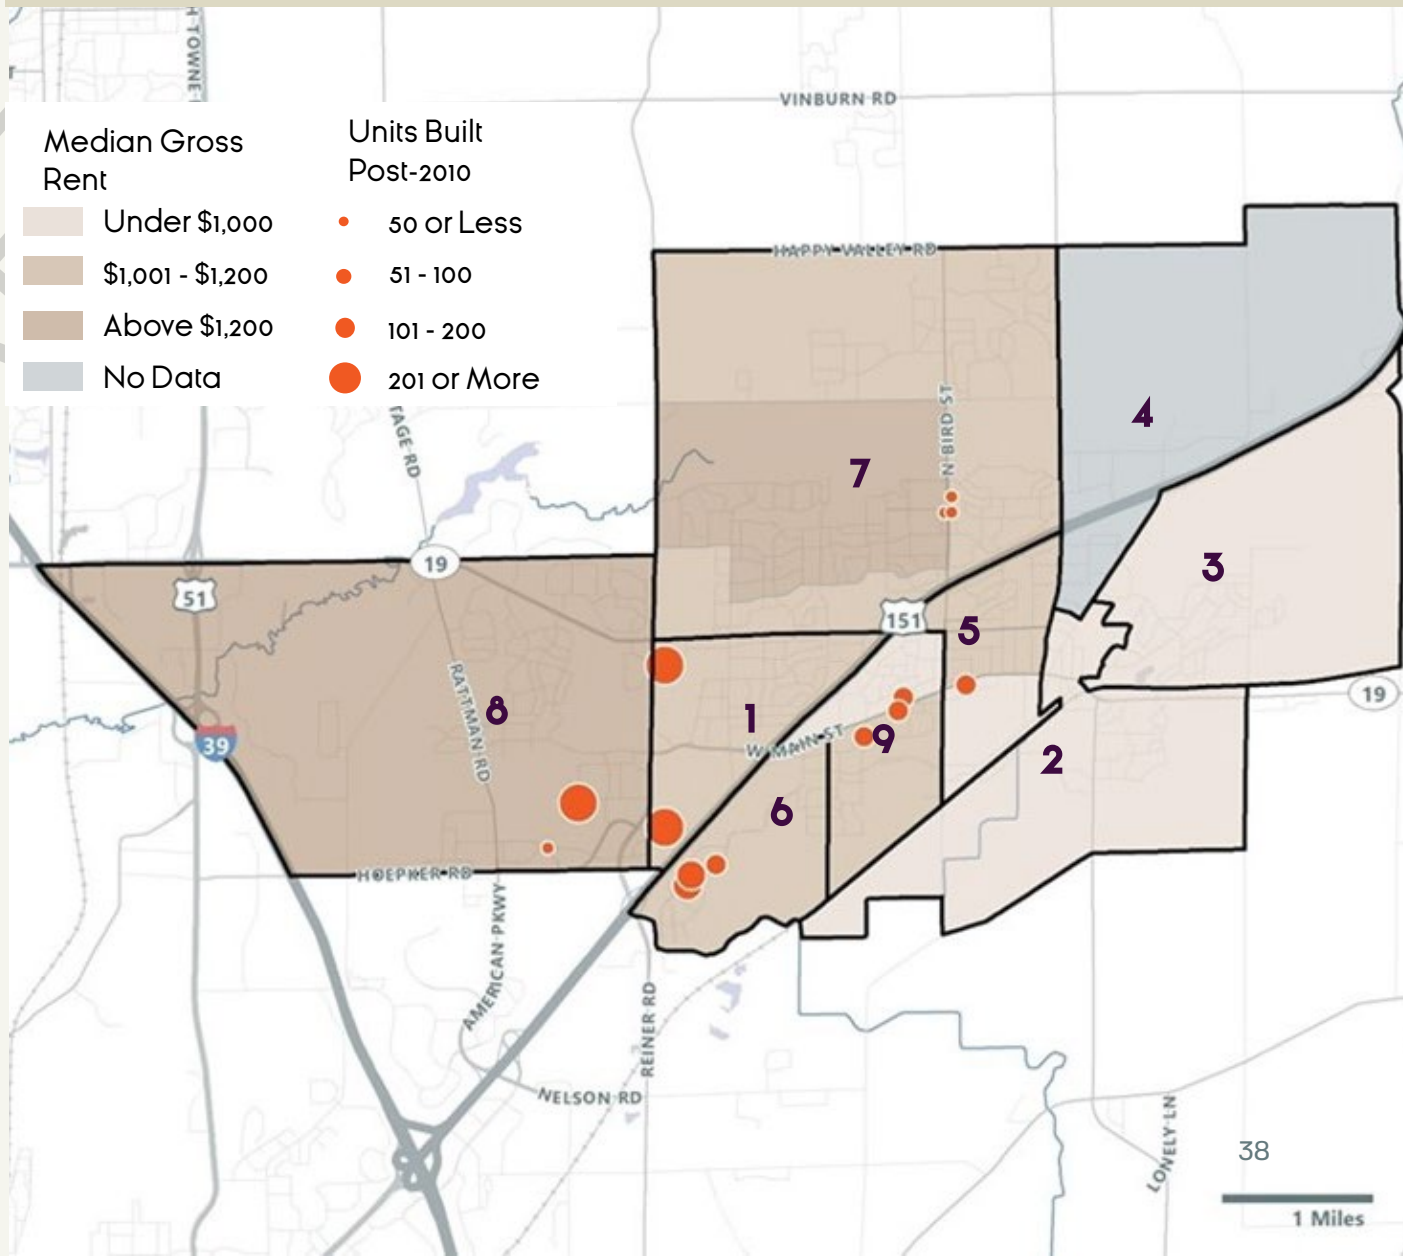 H TOWNE
VINBURN RD
Median Gross
Rent
Under $1,000
$1,001 - $1,200
Above $1,200
No Data
Units Built
Post-2010
50 or Less
51 - 100
101 - 200
201 or More
HAPPY VALLEY RD
TAGE RD
N BIRD ST
4
7
3
19
51
151
5
RATTMAN RD
8
1
W MAIN ST
9
2
19
39
6
HOEPKER RD
AMERICAN PKWY
REINER RD
NELSON RD
LONELY LN
38
1 Miles